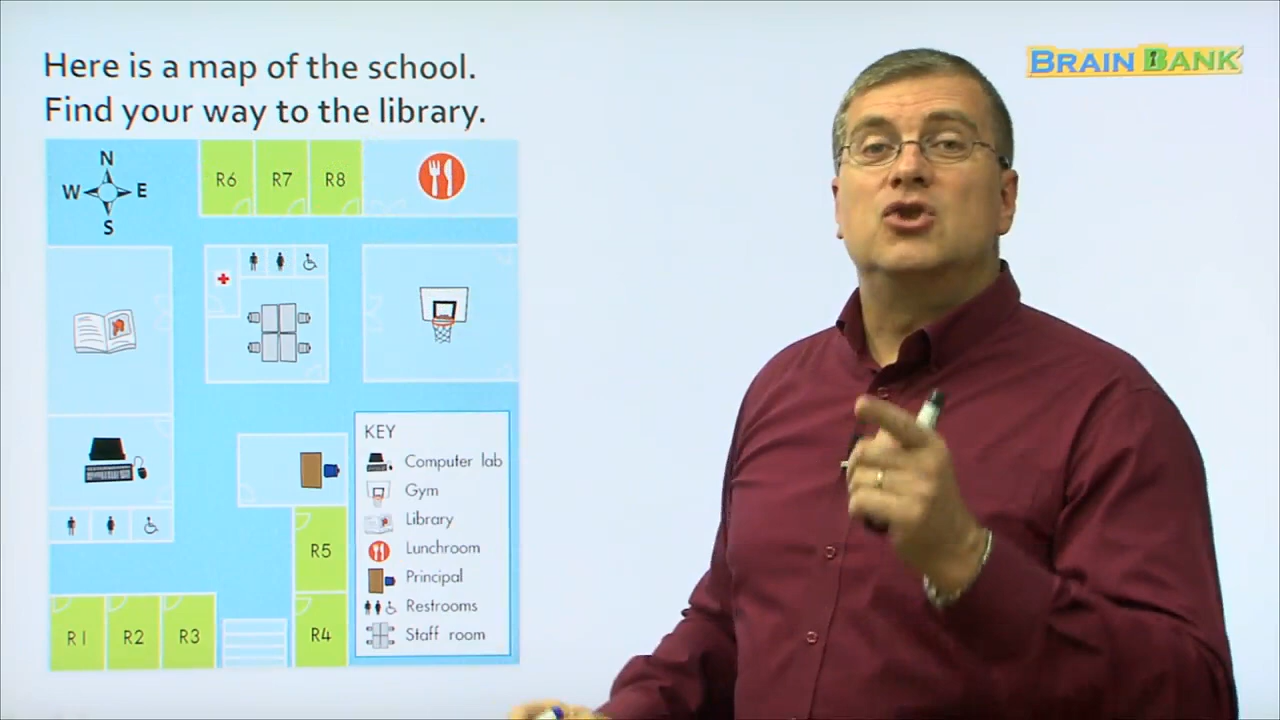 Here is a map of the school.
Find your way to the library.
BRAIN BANK
N
W E
S
R6 R7 R8
KEY
Computer lab
Gym
Library
Lunchroom
Principal
Restrooms
Staff room
R5
R1 R2 R3 R4